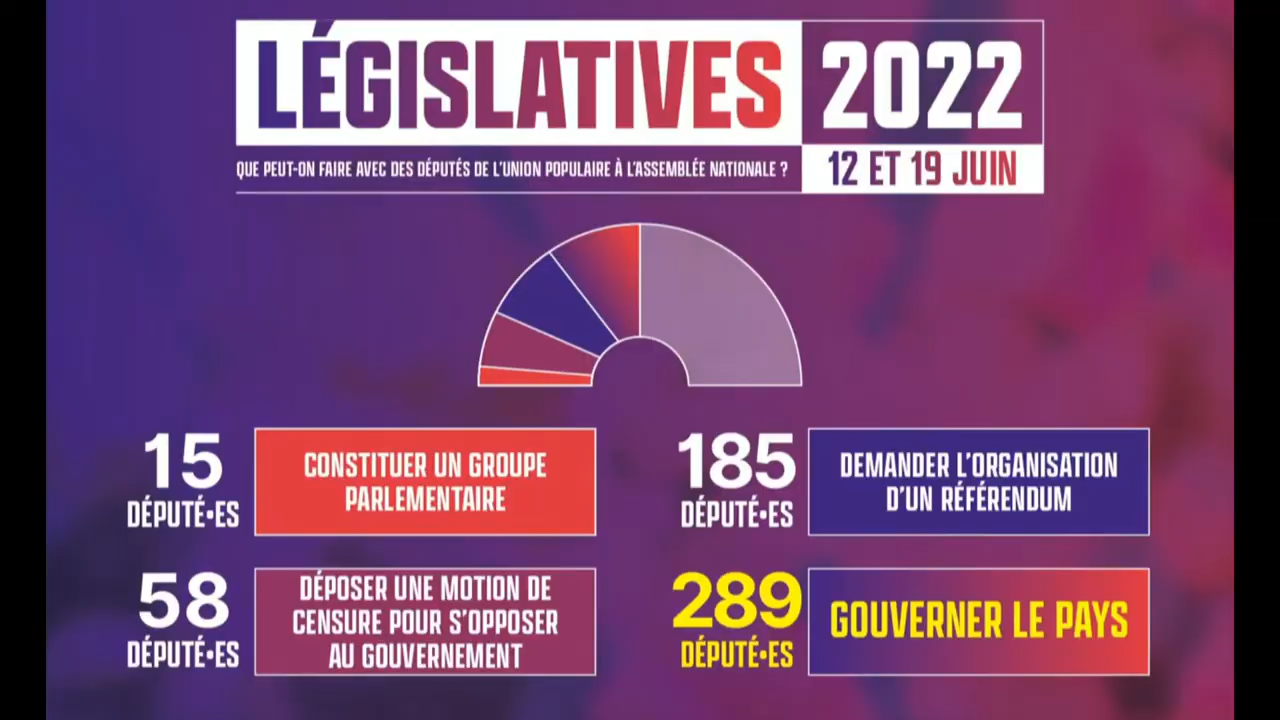 LÉGISLATIVES 2022
QUE PEUT-ON FAIRE AVEC DES DÉPUTÉS DE L'UNION POPULAIRE À L'ASSEMBLÉE NATIONALE ?
12 ET 19 JUIN
15
DÉPUTÉ•ES
CONSTITUER UN GROUPE
PARLEMENTAIRE
185
DÉPUTÉ•ES
DEMANDER L'ORGANISATION
D'UN RÉFÉRENDUM
58
DÉPUTÉ•ES
DÉPOSER UNE MOTION DE
CENSURE POUR S'OPPOSER
AU GOUVERNEMENT
289
DÉPUTÉ•ES
GOUVERNER LE PAYS